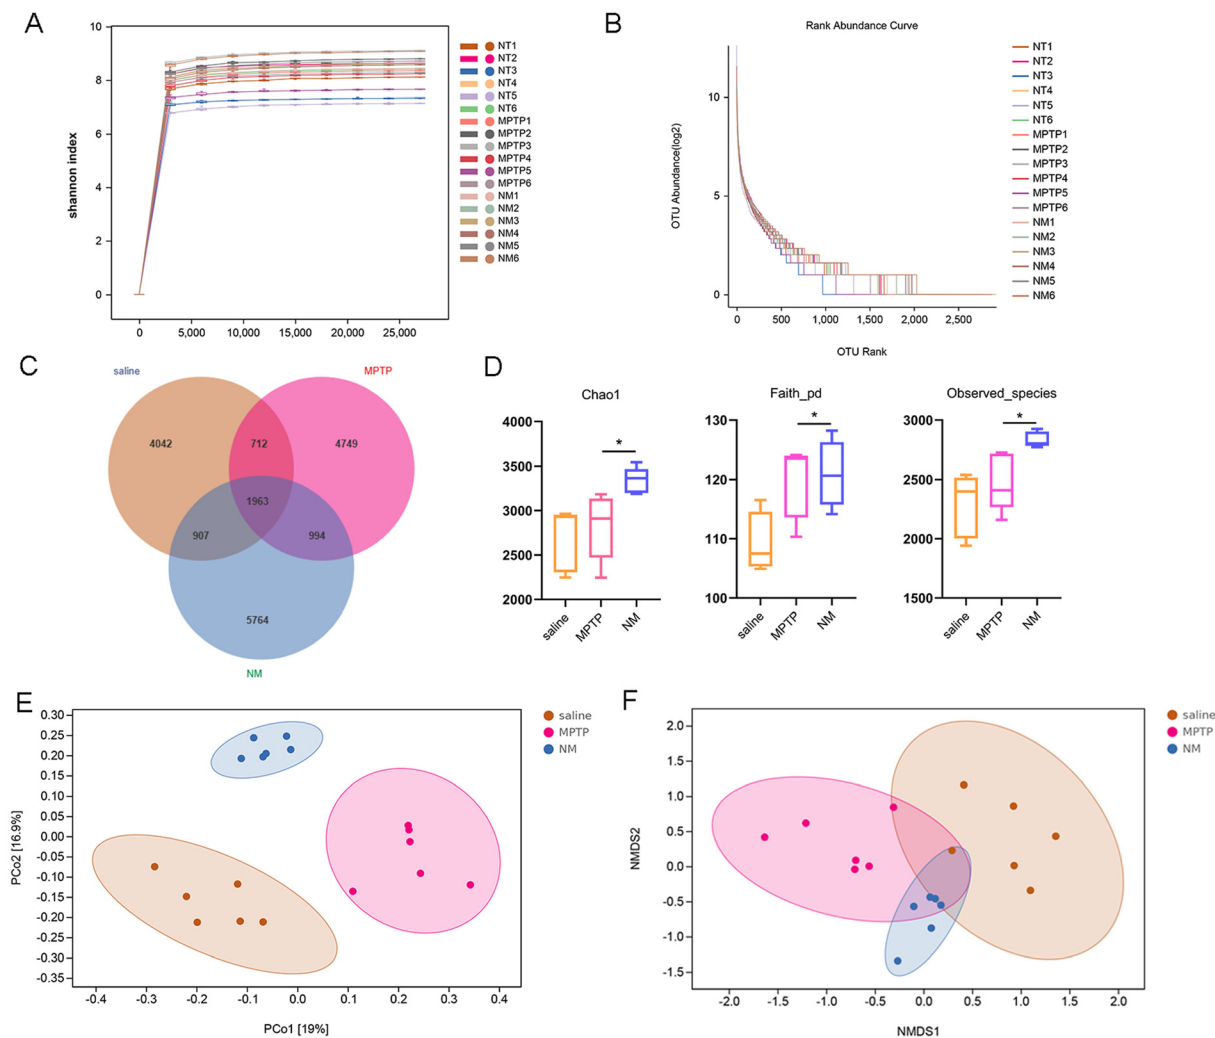 A
10
8
6
4
2
0
shannon index
0 5,000 10,000 15,000 20,000 25,000
NT1
NT2
NT3
NT4
NT5
NT6
MPTP1
MPTP2
MPTP3
MPTP4
MPTP5
MPTP6
NM1
NM2
NM3
NM4
NM5
NM6
B
Rank Abundance Curve
10
5
0
OTU Abundance(log2)
0 500 1,000 1,500 2,000 2,500
OTU Rank
NT1
NT2
NT3
NT4
NT5
NT6
MPTP1
MPTP2
MPTP3
MPTP4
MPTP5
MPTP6
NM1
NM2
NM3
NM4
NM5
NM6
C
saline
MPTP
4042 712 4749
1963
907 994
5764
NM
D
Chao1
4000
3500
3000
2500
2000
*
saline MPTP NM
Faith_pd
130
120
110
100
*
saline MPTP NM
Observed_species
3000
2500
2000
1500
*
saline MPTP NM
E
0.30
0.25
0.20
0.15
0.10
0.05
0.00
-0.05
-0.10
-0.15
-0.20
-0.25
-0.30
-0.35
PCo2 [16.9%]
-0.4 -0.3 -0.2 -0.1 0.0 0.1 0.2 0.3 0.4
PCo1 [19%]
saline
MPTP
NM
F
2.0
1.5
1.0
0.5
0.0
-0.5
-1.0
-1.5
NMDS2
-2.0 -1.5 -1.0 -0.5 0.0 0.5 1.0 1.5 2.0
NMDS1
saline
MPTP
NM